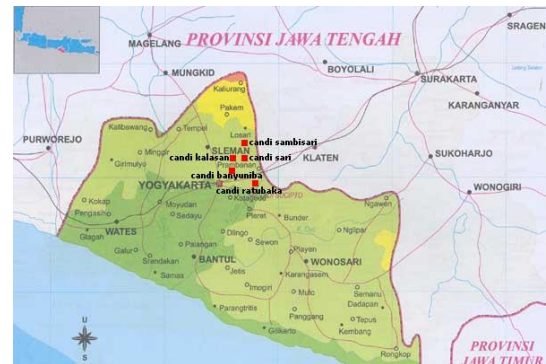 SRAGEN
MAGELANG
PROVINSI JAWA TENGAH
BOYOLALI
MUNGKID
SURAKARTA
Kaliurang
KARANGANYAR
Pakem
Kalibawang
Tempel
Losari
PURWOREJO
candi sambisari
SLEMAN
KLATEN
SUKOHARJO
Minggir
candi kalasan
candi sari
Girimulyo
Prambanan
candi banyuniba
YOGYAKARTA
candi ratubaka
WONOGIRI
Kokap
Moyudan
Kotagede
Ngawen
Pengasih
Sedayu
Pleret
Bunder
WATES
Dlingo
Nglipar
Glagah
Galur
Pajangan
Sewon
Playen
Srandakan
BANTUL
WONOSARI
Samas
Jetis
Karangasem
Imogiri
Mulo
Semanu
Dadapan
Parangtritis
Panggang
Tepus
Kembang
Rongkop
U
S
PROVINSI
JAWA TIMUR